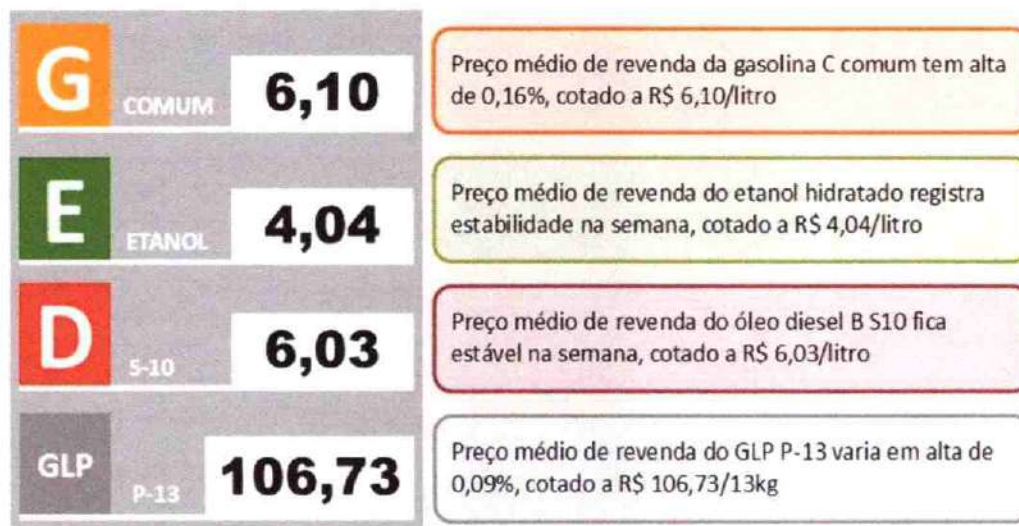 G
COMUM
6,10
Preço médio de revenda da gasolina C comum tem alta
de 0,16%, cotado a R$ 6,10/litro
E
ETANOL
4,04
Preço médio de revenda do etanol hidratado registra
estabilidade na semana, cotado a R$ 4,04/litro
D
S-10
6,03
Preço médio de revenda do óleo diesel B S10 fica
estável na semana, cotado a R$ 6,03/litro
GLP
P-13
106,73
Preço médio de revenda do GLP P-13 varia em alta de
0,09%, cotado a R$ 106,73/13kg